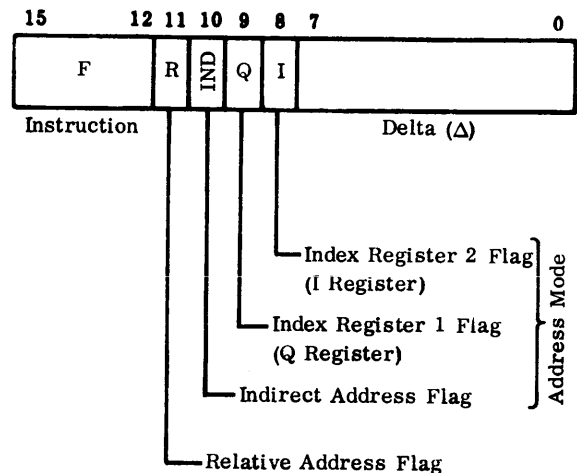 15 12 11 10 9 8 7 0
F R IND Q I
Instruction Delta (Δ)
Index Register 2 Flag
(I Register)
Index Register 1 Flag
(Q Register)
Indirect Address Flag
Relative Address Flag
Address Mode